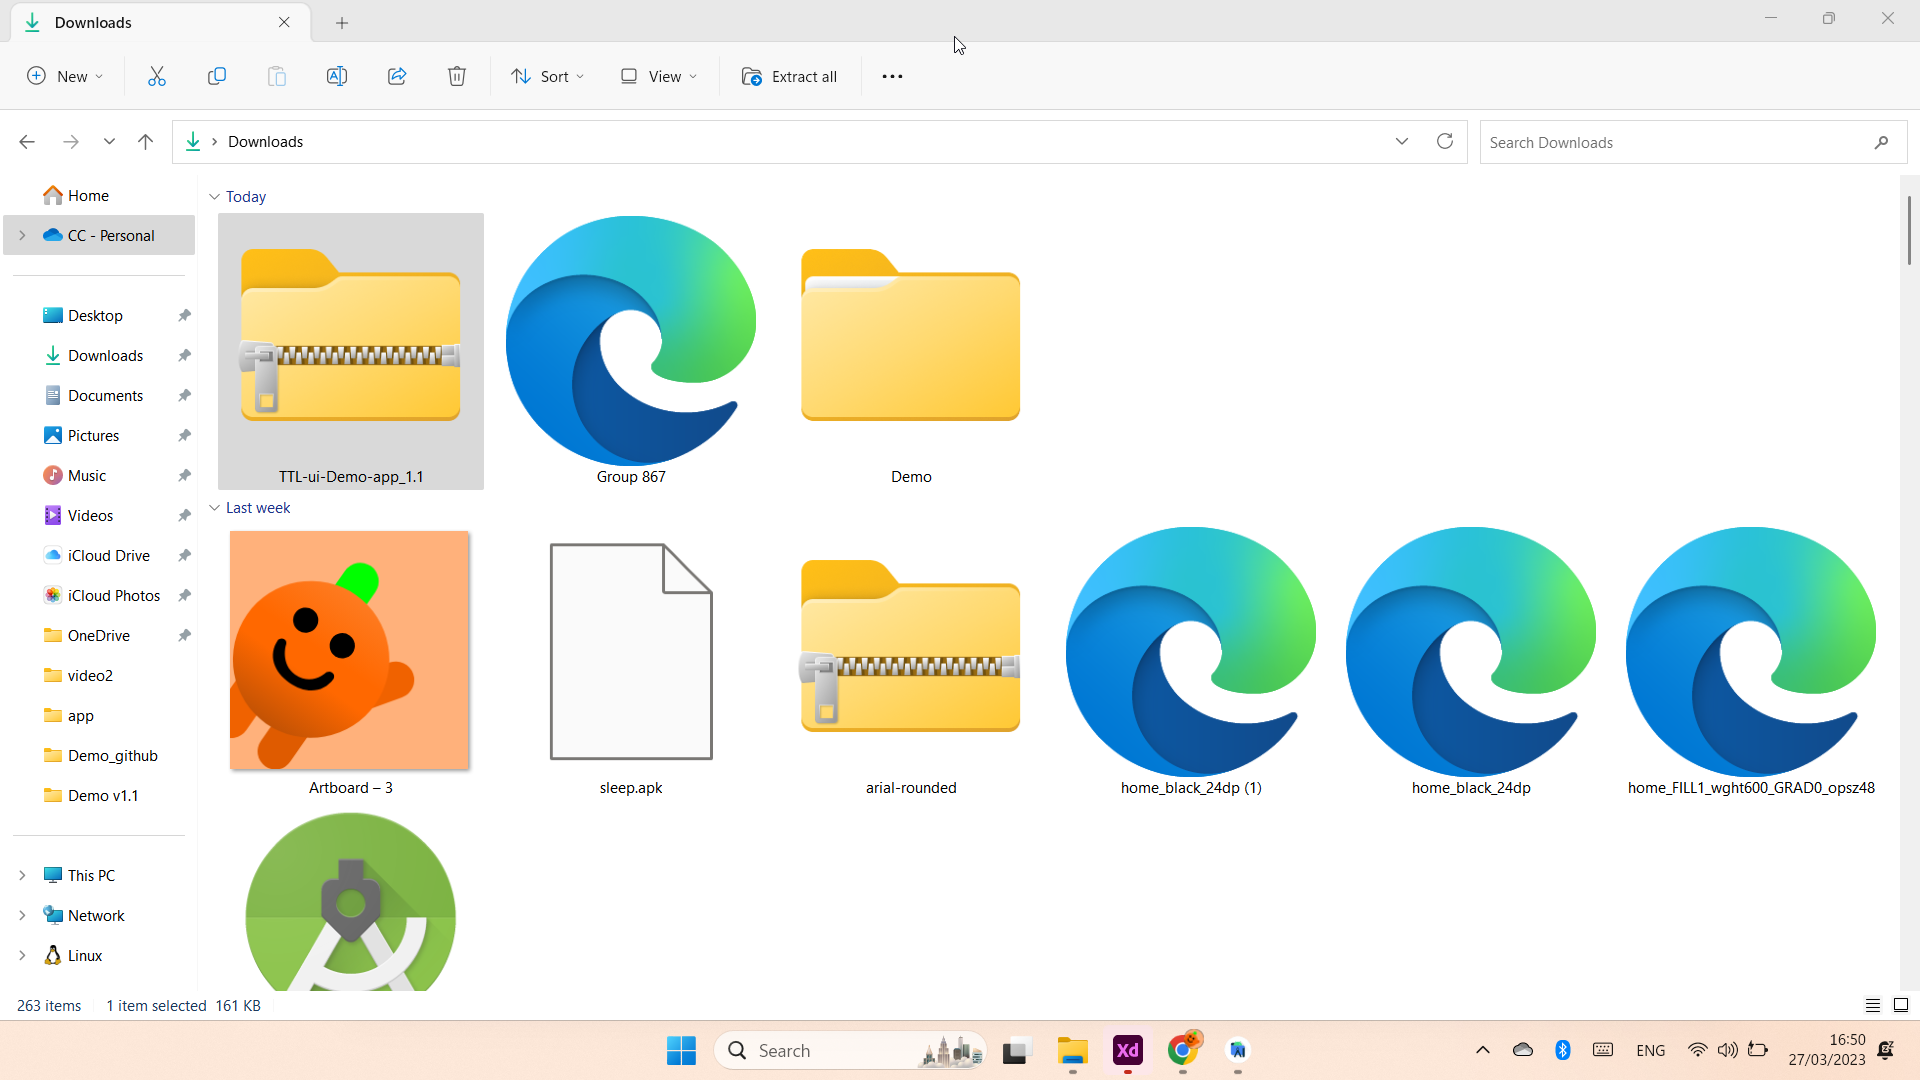 Downloads
New
Sort
View
Extract all
Downloads
Search Downloads
Home
CC - Personal
Desktop
Downloads
Documents
Pictures
Music
Videos
iCloud Drive
iCloud Photos
OneDrive
video2
app
Demo_github
Demo v1.1
This PC
Network
Linux
Today
TTL-ui-Demo-app_1.1
Group 867
Demo
Last week
Artboard – 3
sleep.apk
arial-rounded
home_black_24dp (1)
home_black_24dp
home_FILL1_wght600_GRAD0_opsz48
263 items
1 item selected 161 KB
Search
Xd
ENG
16:50
27/03/2023